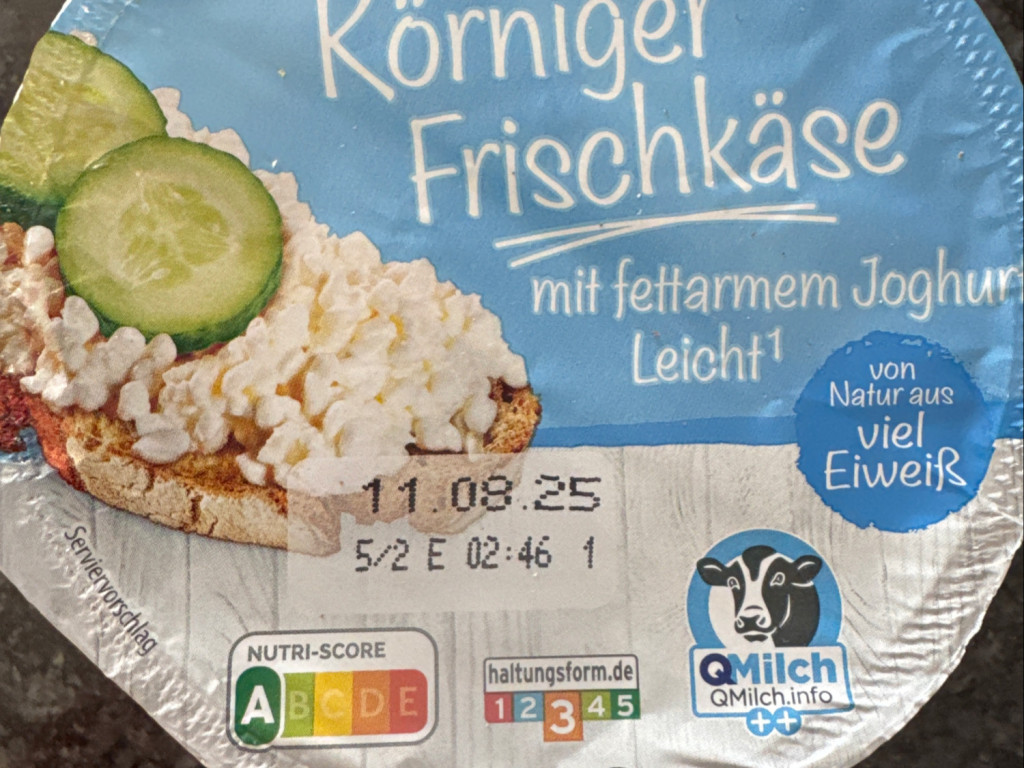 Körniger
Frischkäse
mit fettarmem Joghurt
Leicht¹
von
Natur aus
viel
Eiweiß
11.08.25
5/2 E 02:46 1
Serviervorschlag
NUTRI-SCORE
A B C D E
haltungsform.de
1 2 3 4 5
QMilch
QMilch.info
++